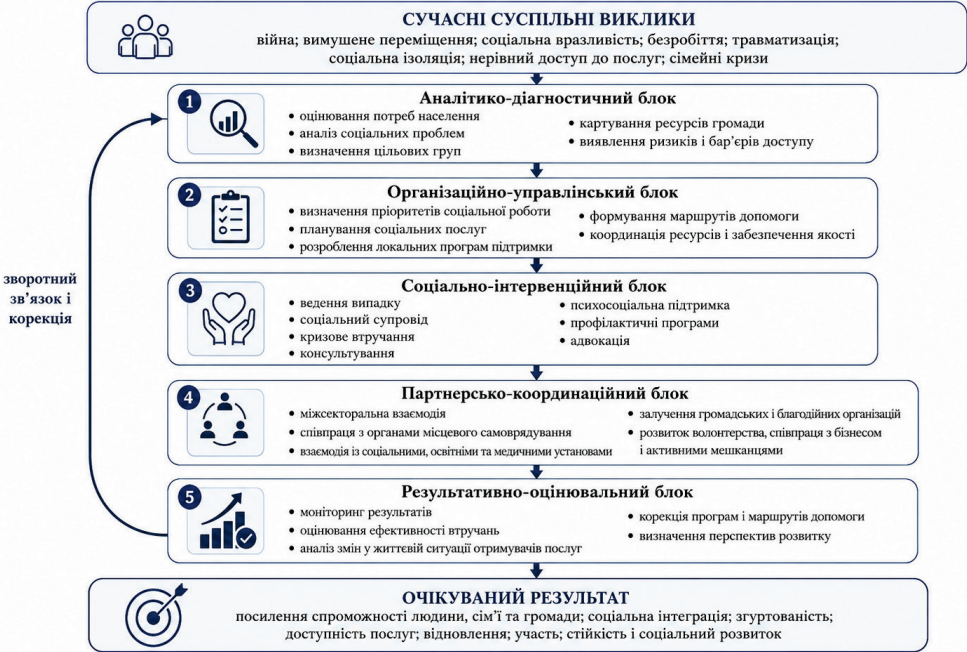 СУЧАСНІ СУСПІЛЬНІ ВИКЛИКИ
війна; вимушене переміщення; соціальна вразливість; безробіття; травматизація;
соціальна ізоляція; нерівний доступ до послуг; сімейні кризи
1
Аналітико-діагностичний блок
• оцінювання потреб населення
• аналіз соціальних проблем
• визначення цільових груп
• картування ресурсів громади
• виявлення ризиків і бар’єрів доступу
2
Організаційно-управлінський блок
• визначення пріоритетів соціальної роботи
• планування соціальних послуг
• розроблення локальних програм підтримки
• формування маршрутів допомоги
• координація ресурсів і забезпечення якості
зворотний
зв’язок і
корекція
3
Соціально-інтервенційний блок
• ведення випадку
• соціальний супровід
• кризове втручання
• консультування
• психосоціальна підтримка
• профілактичні програми
• адвокація
4
Партнерсько-координаційний блок
• міжсекторальна взаємодія
• співпраця з органами місцевого самоврядування
• взаємодія із соціальними, освітніми та медичними установами
• залучення громадських і благодійних організацій
• розвиток волонтерства, співпраця з бізнесом
і активними мешканцями
5
Результативно-оцінювальний блок
• моніторинг результатів
• оцінювання ефективності втручань
• аналіз змін у життєвій ситуації отримувачів послуг
• корекція програм і маршрутів допомоги
• визначення перспектив розвитку
ОЧІКУВАНИЙ РЕЗУЛЬТАТ
посилення спроможності людини, сім’ї та громади; соціальна інтеграція; згуртованість;
доступність послуг; відновлення; участь; стійкість і соціальний розвиток